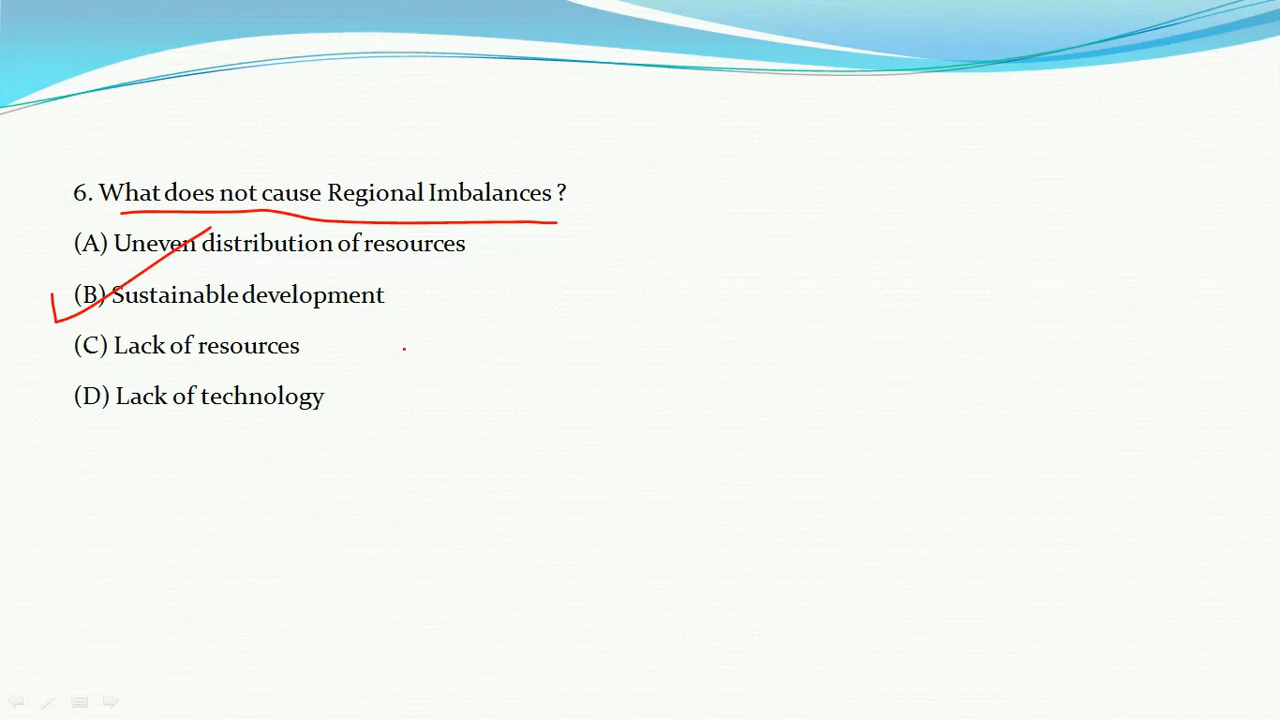 6. What does not cause Regional Imbalances ?
(A) Uneven distribution of resources
(B) Sustainable development
(C) Lack of resources
(D) Lack of technology